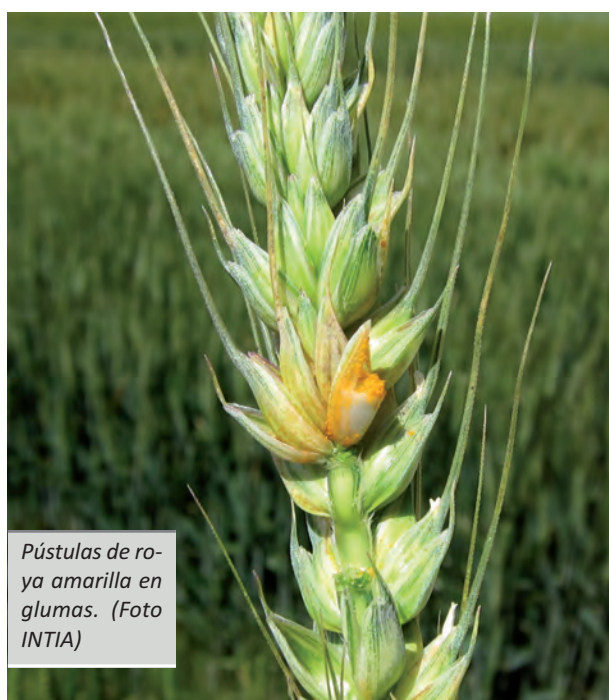 Pústulas de ro-
ya amarilla en
glumas. (Foto
INTIA)